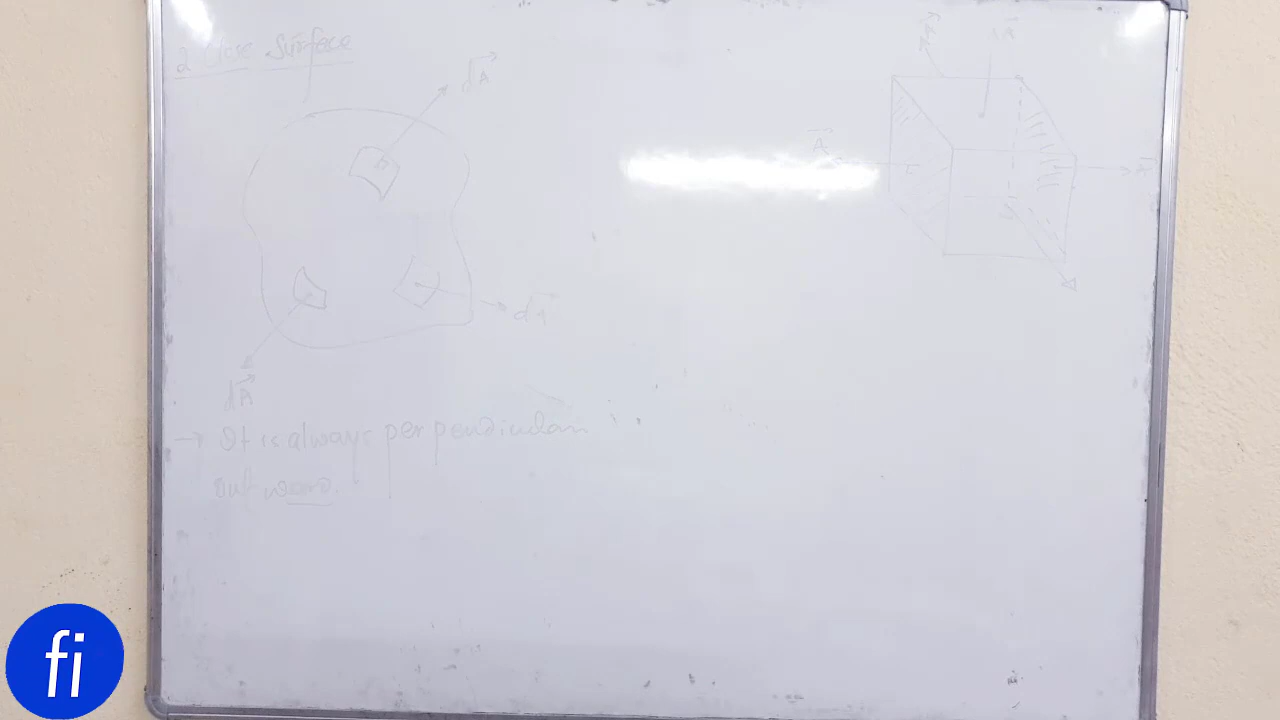 2 Close Surface
dA
A
A
dA
dA
→ It is always perpendicular
outward.
fi